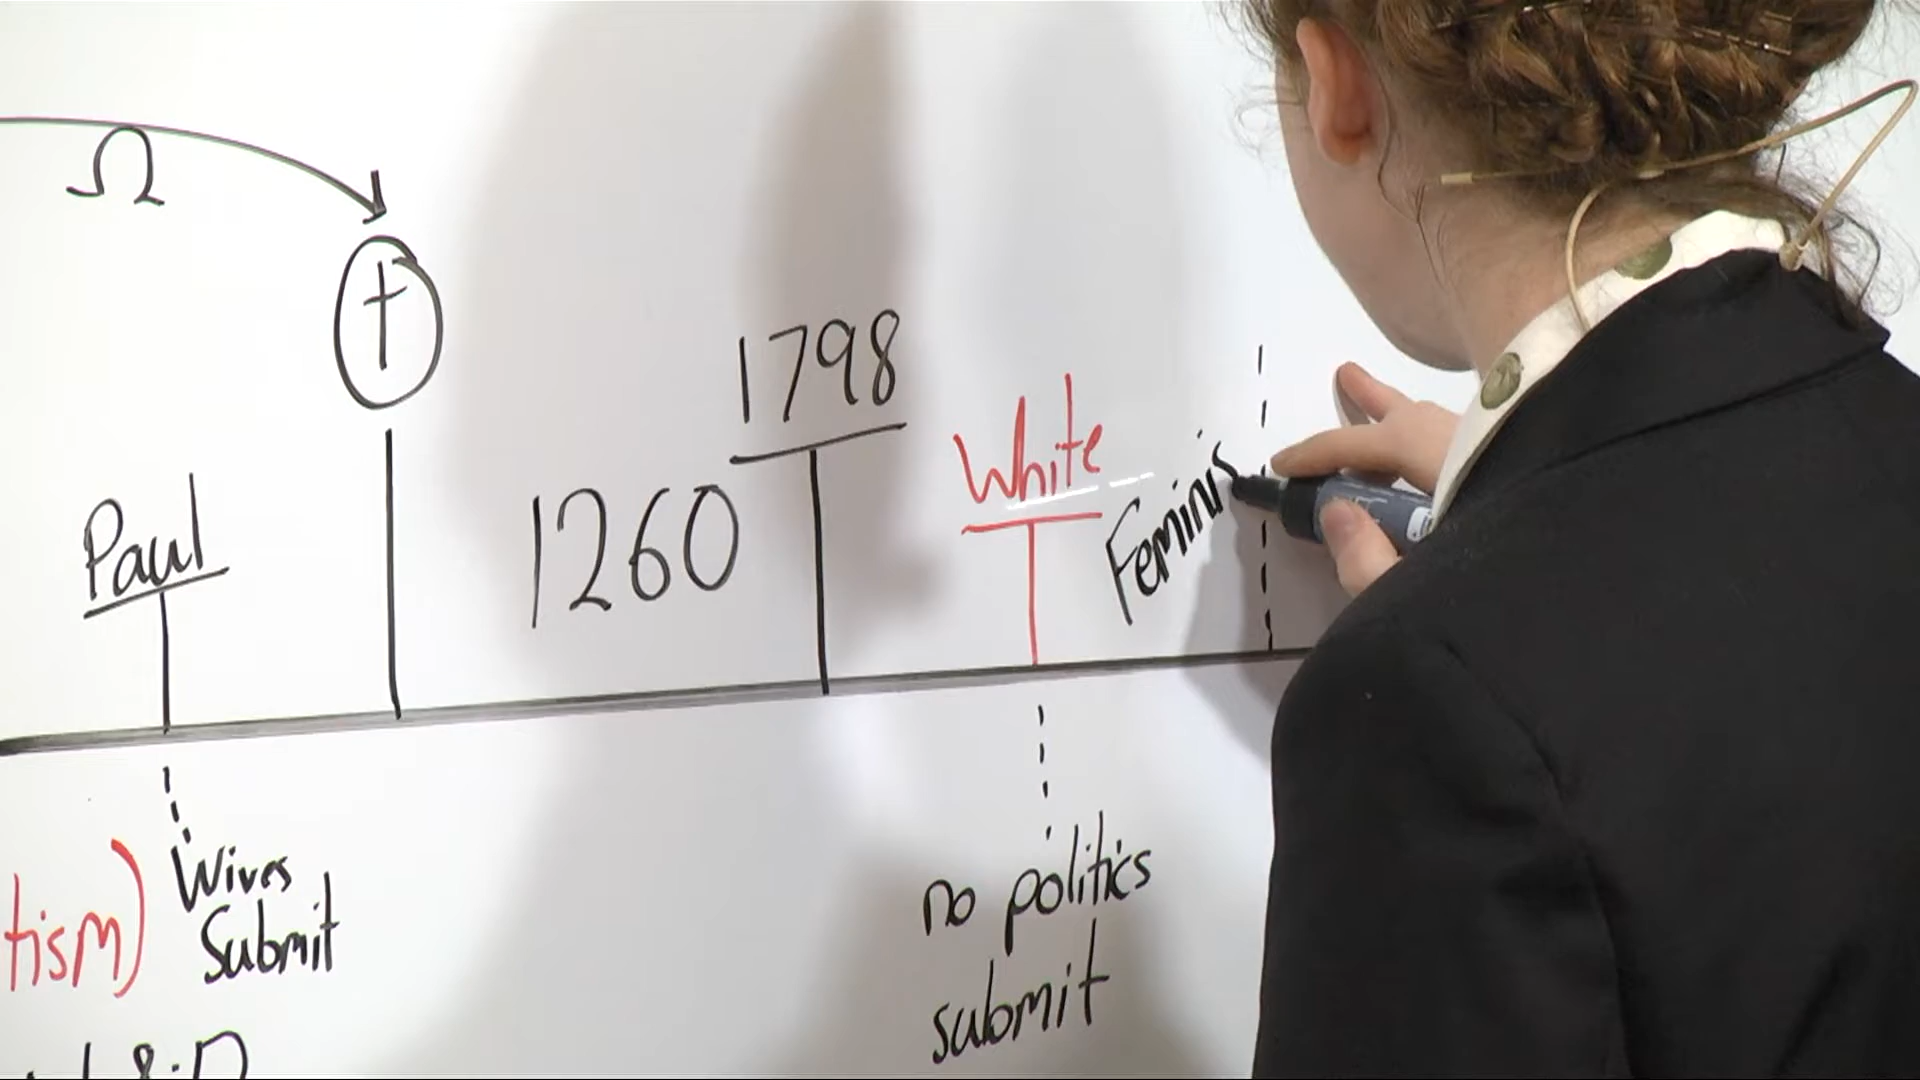 Ω
1798
White
Feminis
1260
Paul
Wives
Submit
tism)
no politics
submit